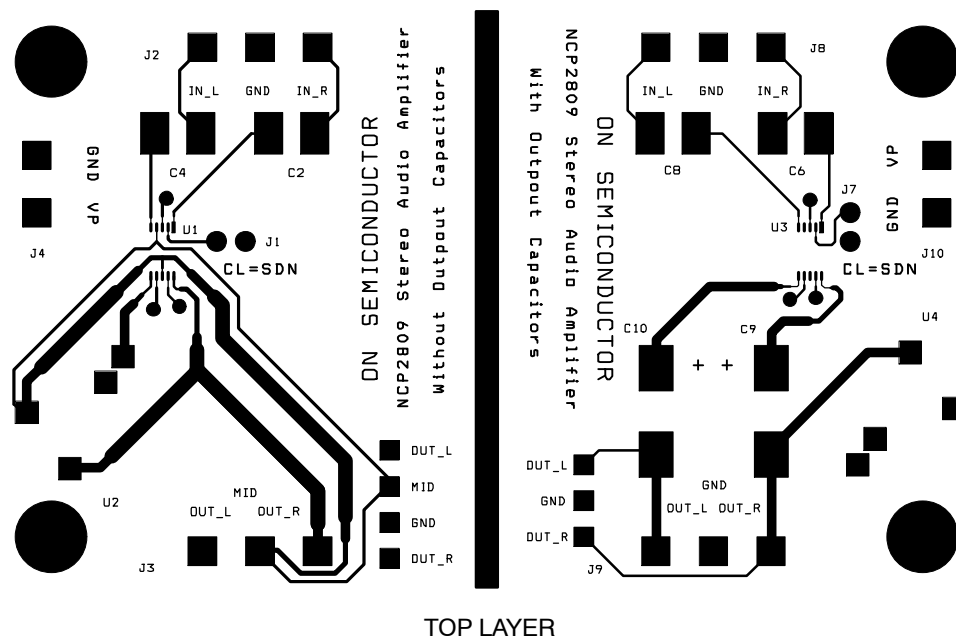 J2
IN_L GND IN_R
C4 C2
GND VP
J4
U1
J1
CL=SDN
ON SEMICONDUCTOR
NCP2809 Stereo Audio Amplifier
Without Outpout Capacitors
OUT_L
MID
GND
OUT_R
U2
MID
OUT_L OUT_R
J3
NCP2809 Stereo Audio Amplifier
With Outpout Capacitors
ON SEMICONDUCTOR
J8
IN_L GND IN_R
C8 C6
VP
GND
J7
U3
J10
CL=SDN
C10 C9
U4
+ +
OUT_L
GND
OUT_R
GND
OUT_L OUT_R
J9
TOP LAYER